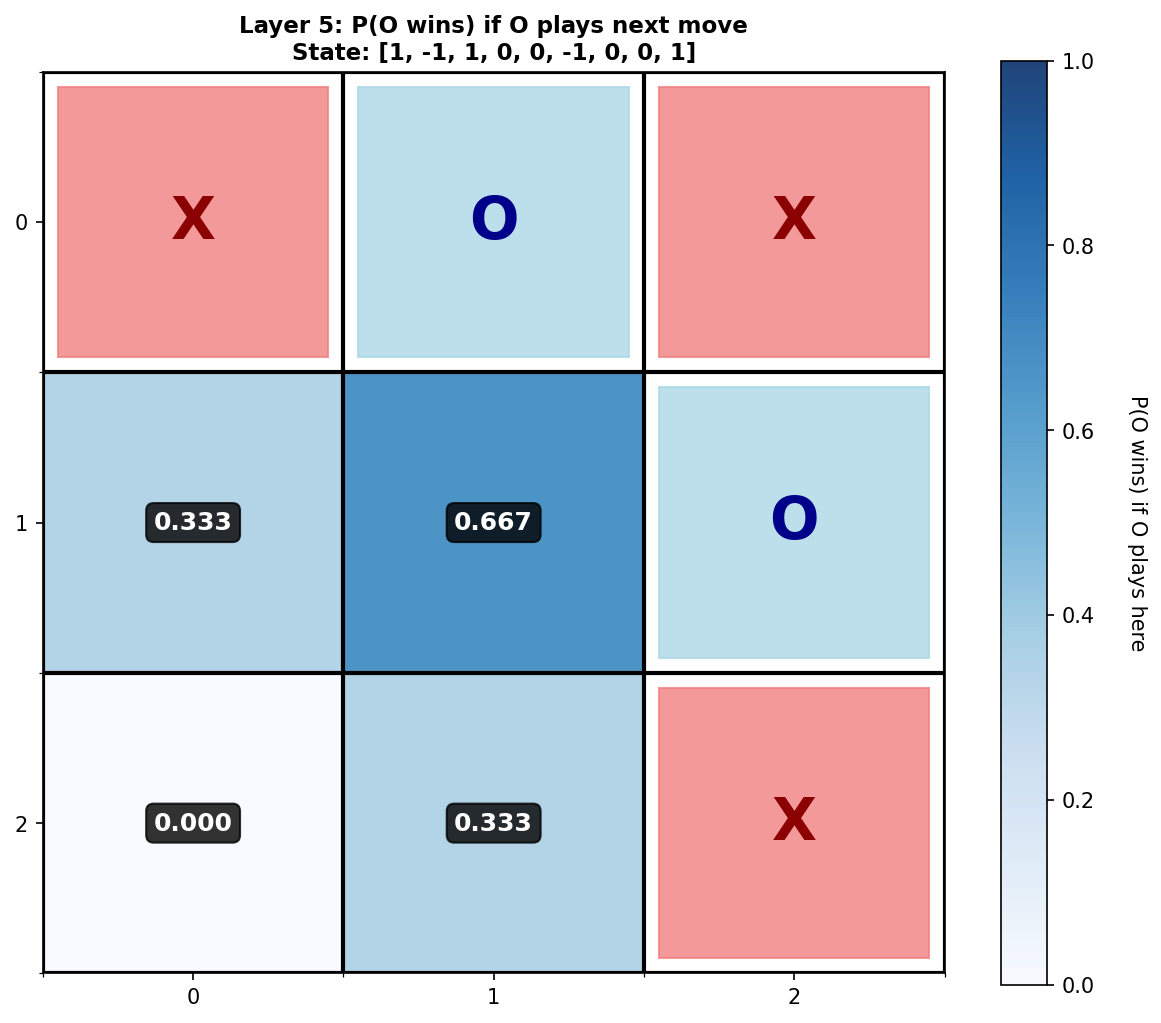 Layer 5: P(O wins) if O plays next move
State: [1, -1, 1, 0, 0, -1, 0, 0, 1]
X
O
X
0.333
0.667
O
0.000
0.333
X
0
1
2
0
1
2
1.0
0.8
0.6
0.4
0.2
0.0
P(O wins) if O plays here